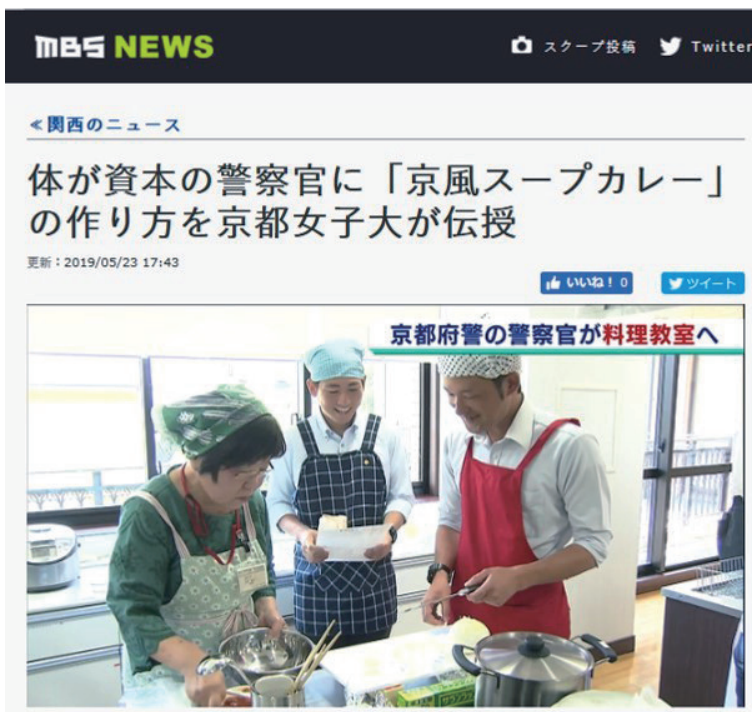 MBS NEWS
スクープ投稿 Twitter
≪関西のニュース
体が資本の警察官に「京風スープカレー」
の作り方を京都女子大が伝授
更新：2019/05/23 17:43
いいね！ 0 ツイート
京都府警の警察官が料理教室へ